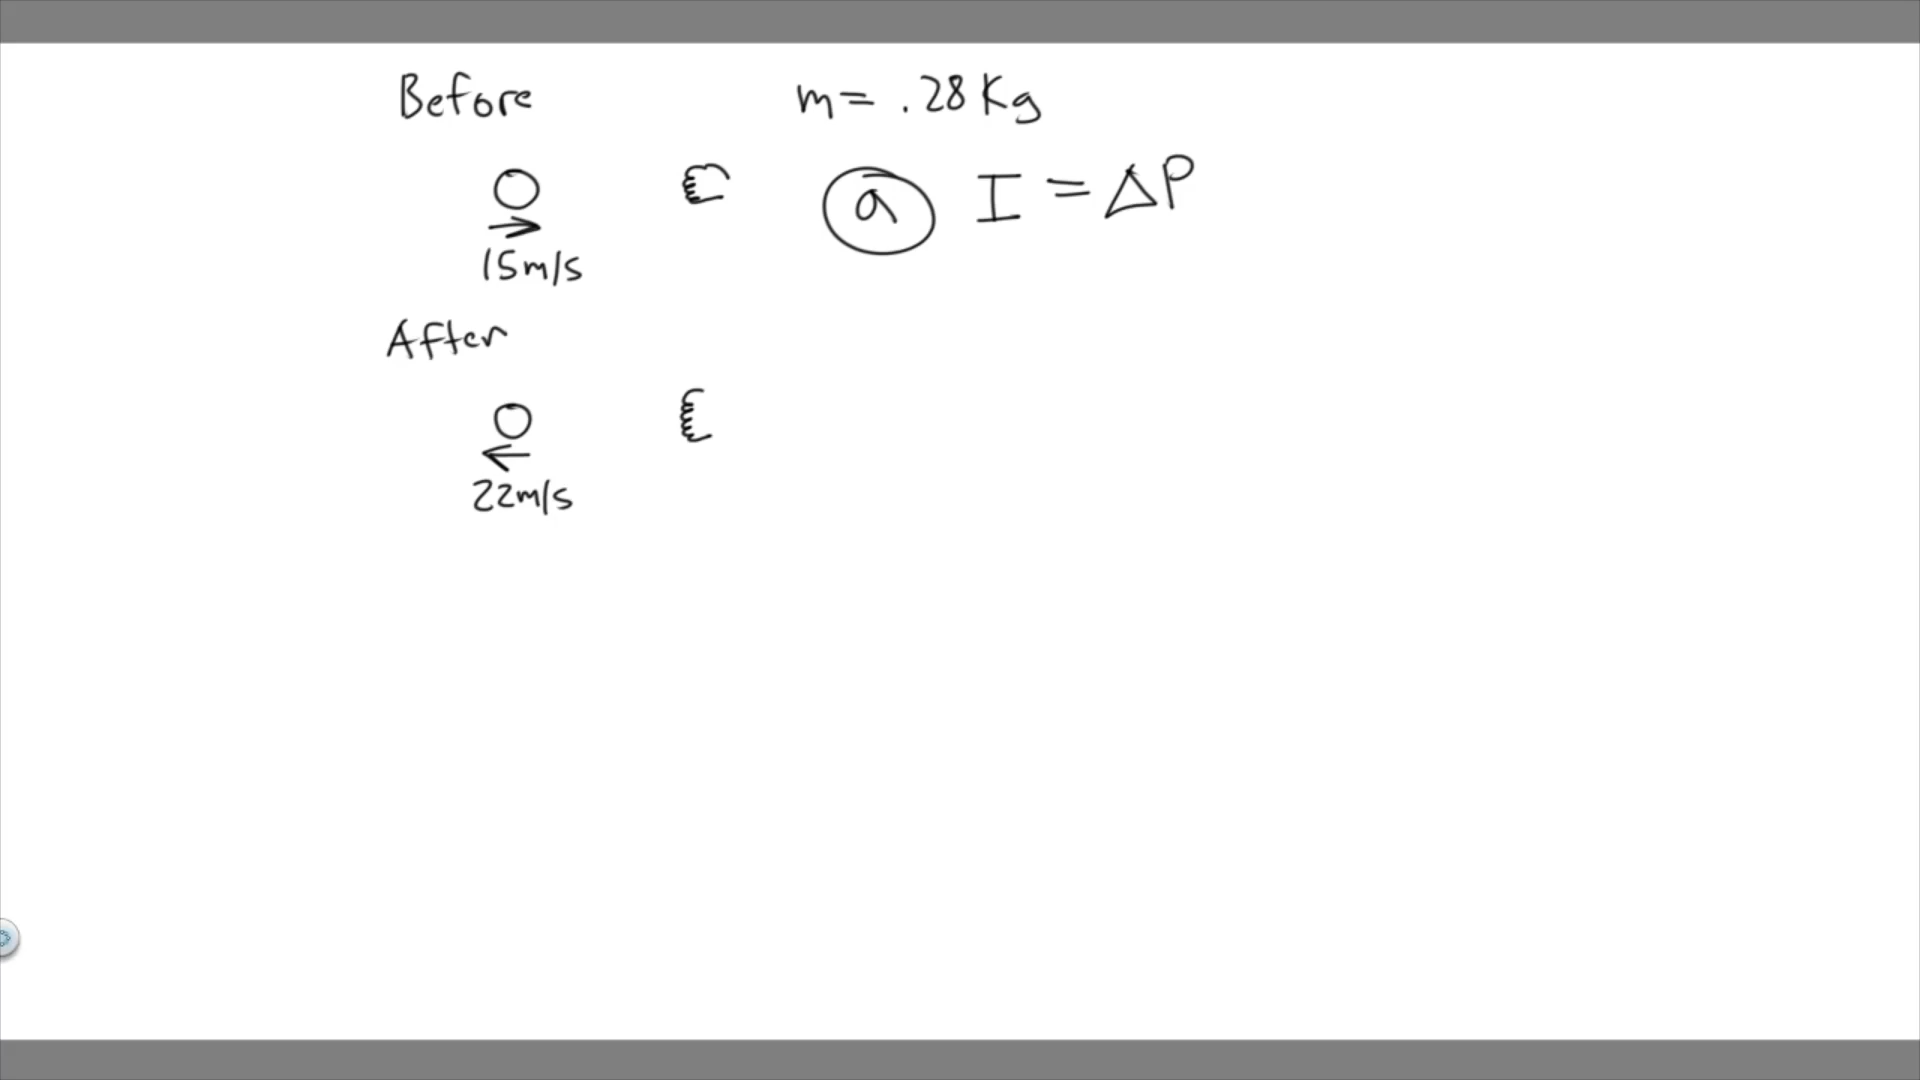 Before
m = .28 Kg
a I = ΔP
15m/s
After
22m/s